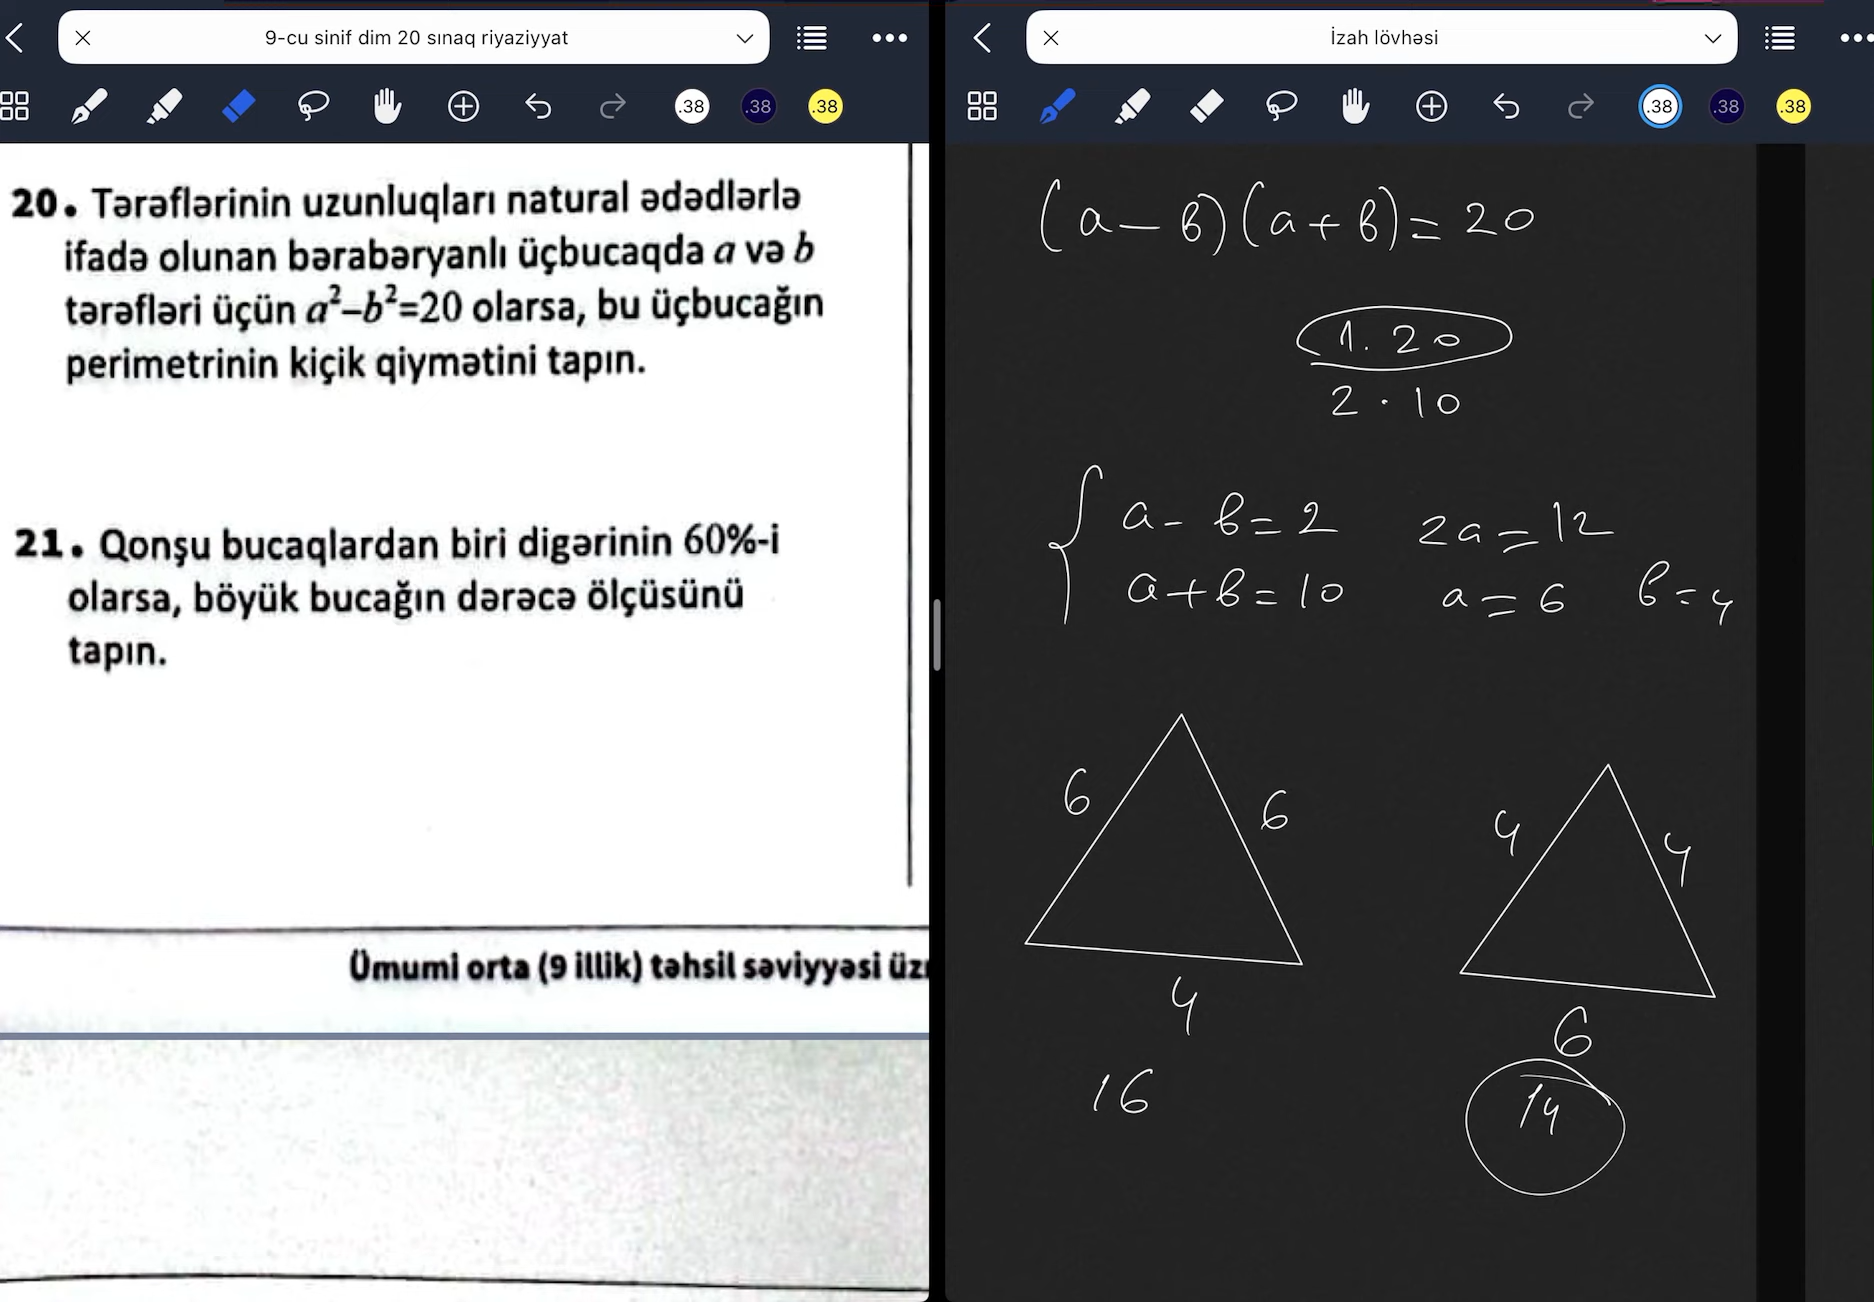 9-cu sinif dim 20 sınaq riyaziyyat
.38 .38 .38
20. Tərəflərinin uzunluqları natural ədədlərlə
ifadə olunan bərabəryanlı üçbucaqda a və b
tərəfləri üçün a²–b²=20 olarsa, bu üçbucağın
perimetrinin kiçik qiymətini tapın.
21. Qonşu bucaqlardan biri digərinin 60%-i
olarsa, böyük bucağın dərəcə ölçüsünü
tapın.
Ümumi orta (9 illik) təhsil səviyyəsi
İzah lövhəsi
.38 .38 .38
(a – b)(a + b) = 20
1 . 20
2 · 10
a - b = 2 2a = 12
a + b = 10 a = 6 b = 4
6 6 4 4
4 6
16 14